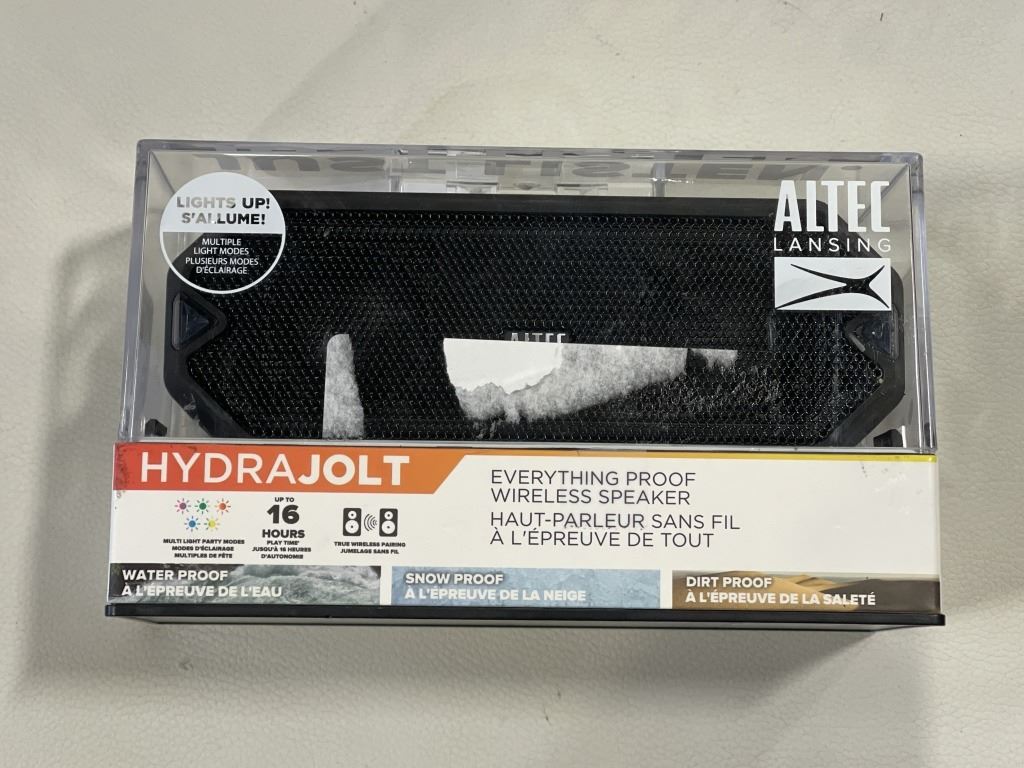 LIGHTS UP!
S'ALLUME!
MULTIPLE
LIGHT MODES
PLUSIEURS MODES
D'ÉCLAIRAGE
ALTEC
LANSING
ALTEC
HYDRAJOLT
EVERYTHING PROOF
WIRELESS SPEAKER
HAUT-PARLEUR SANS FIL
À L'ÉPREUVE DE TOUT
MULTI LIGHT PARTY MODES
MODES D'ÉCLAIRAGE
MULTIPLES DE FÊTE
UP TO
16
HOURS
PLAY TIME*
JUSQU'À 16 HEURES
D'AUTONOMIE
TRUE WIRELESS PAIRING
JUMELAGE SANS FIL
WATER PROOF
À L'ÉPREUVE DE L'EAU
SNOW PROOF
À L'ÉPREUVE DE LA NEIGE
DIRT PROOF
À L'ÉPREUVE DE LA SALETÉ